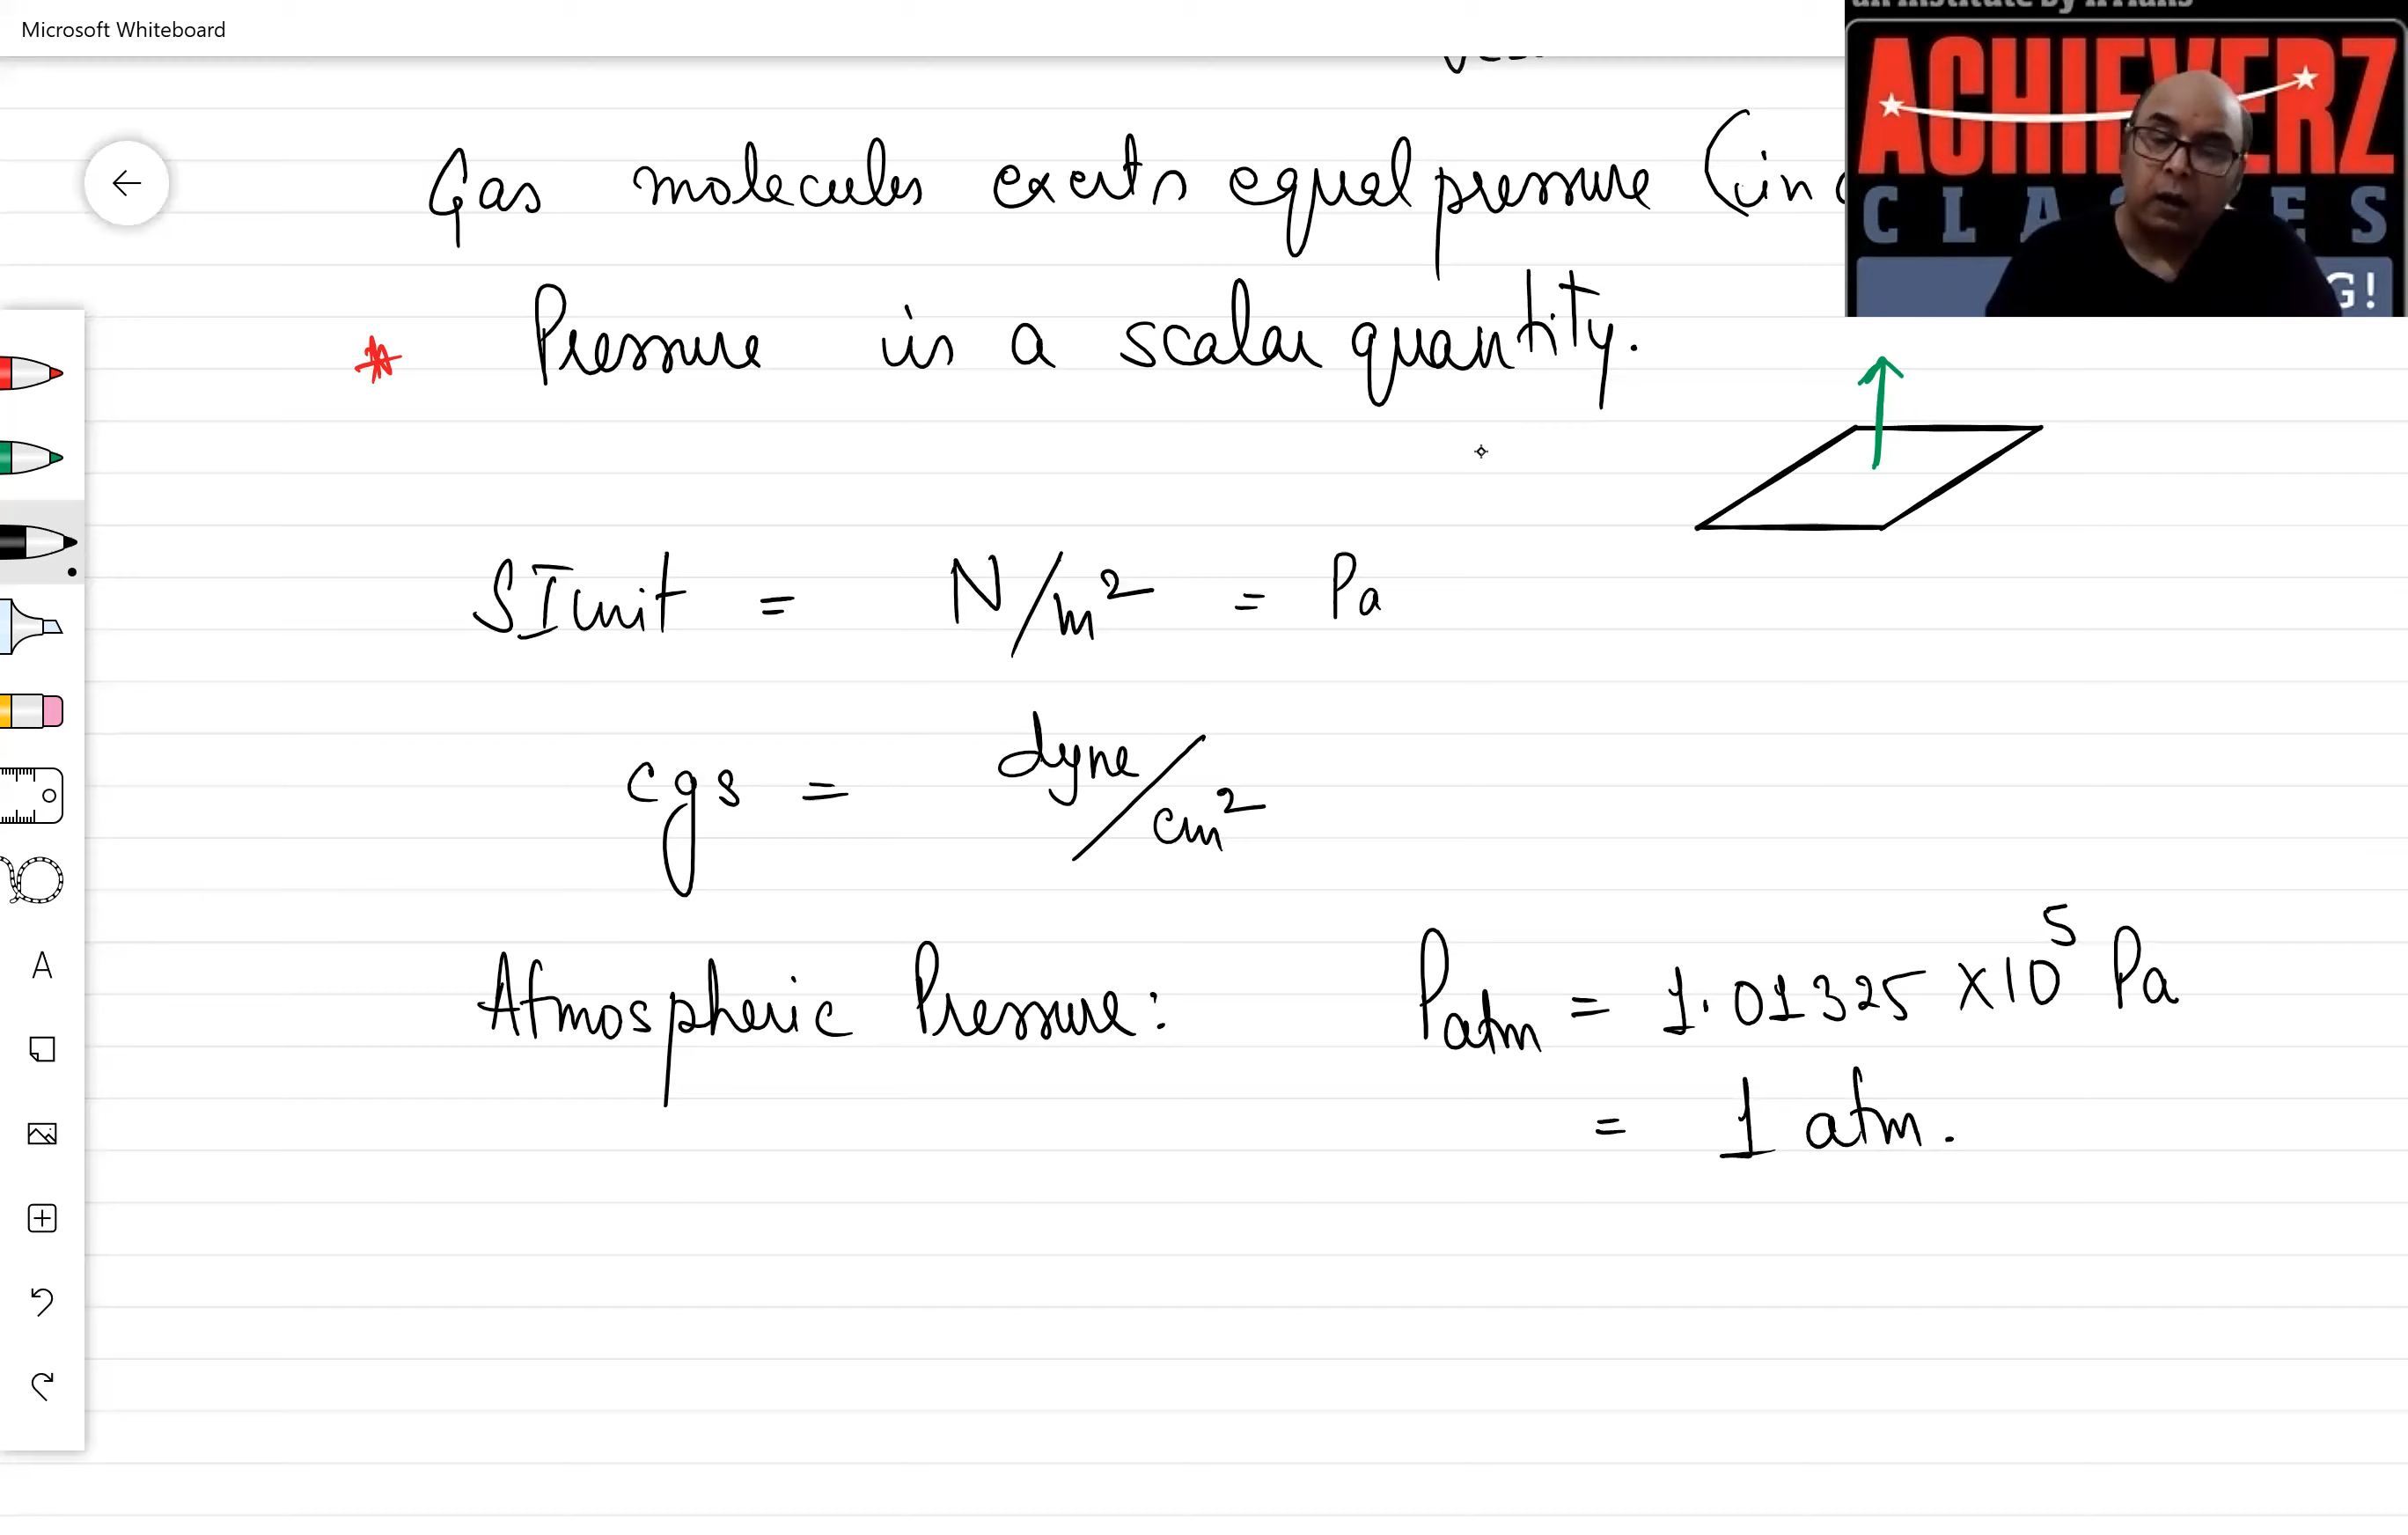 Microsoft Whiteboard
ACHIEVERZ
Gas molecules exerts equal pressure (in
* Pressure is a scalar quantity.
SI unit = N/m² = Pa
cgs = dyne/cm²
Atmospheric Pressure: Patm = 1.01325 ×10⁵ Pa
= 1 atm.
A